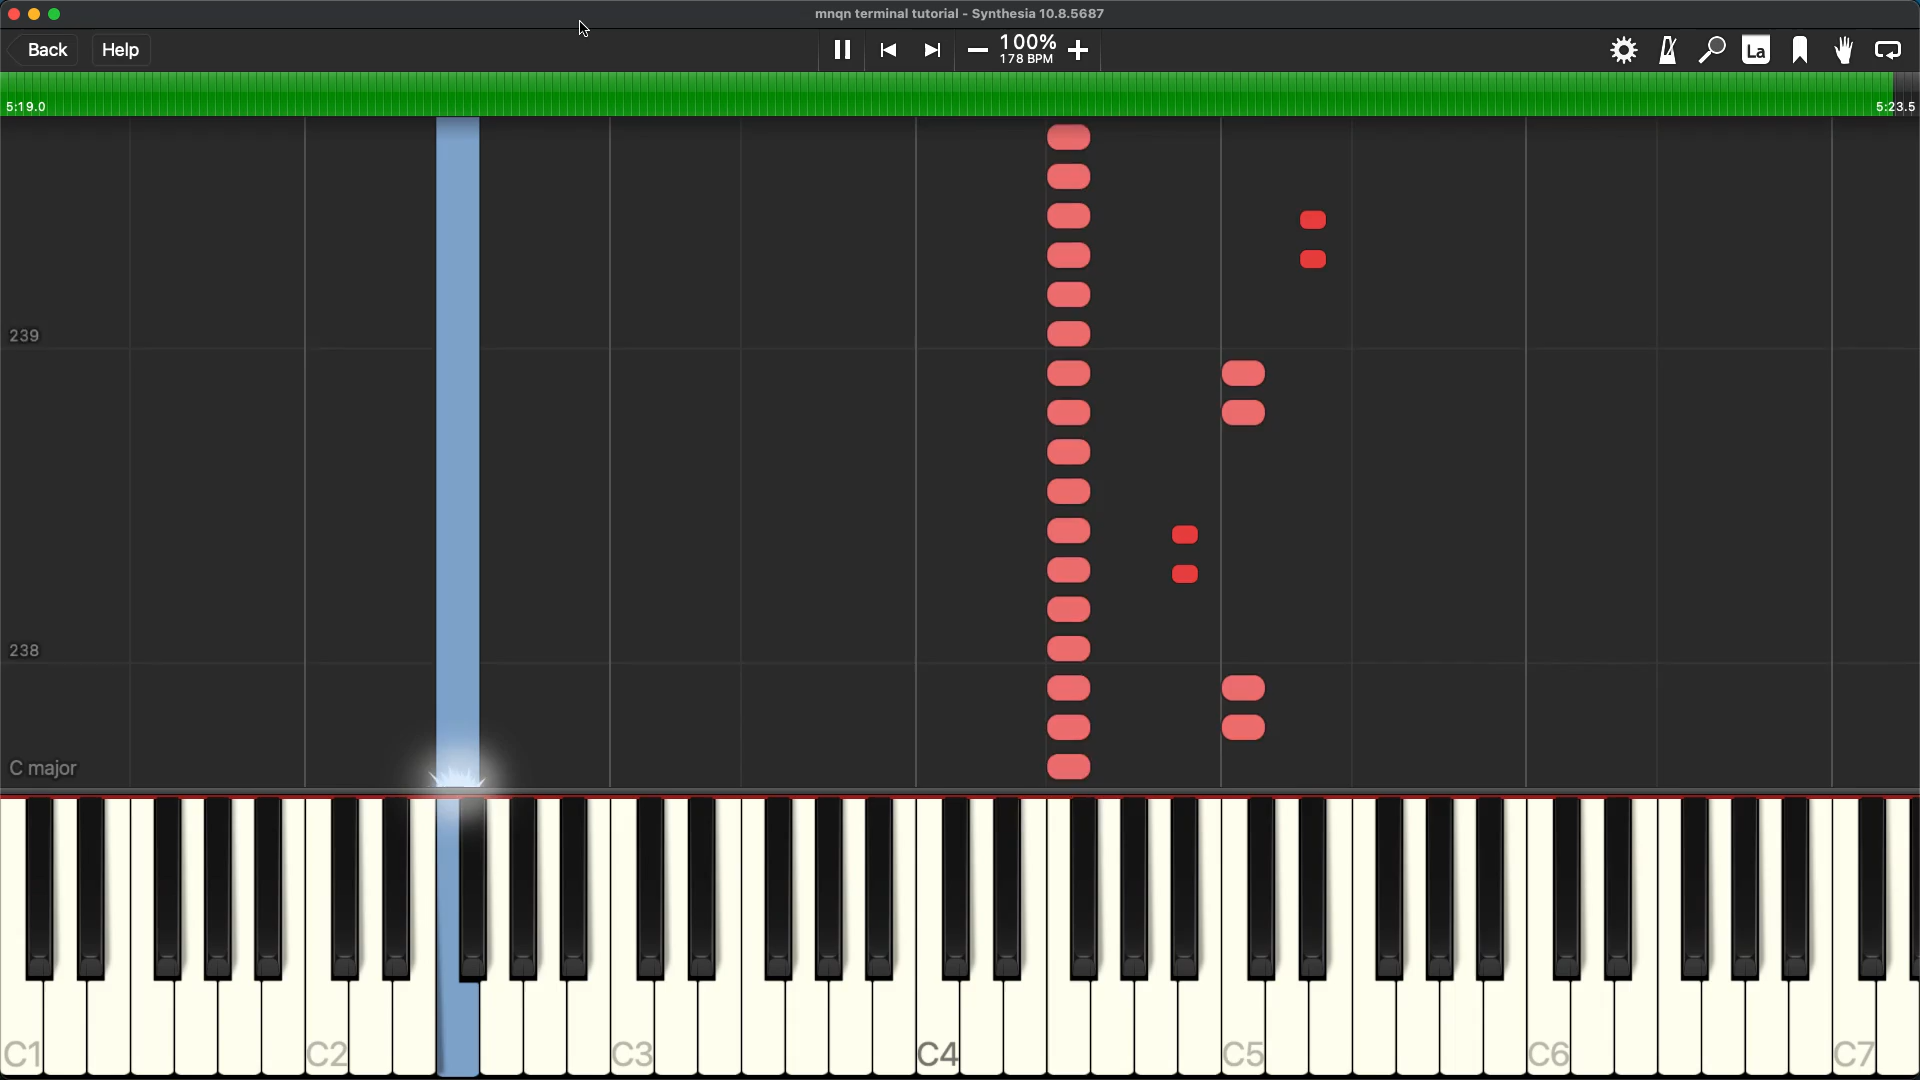 mnqn terminal tutorial - Synthesia 10.8.5687
Back
Help
100%
178 BPM
La
5:19.0
5:23.5
239
238
C major
C1
C2
C3
C4
C5
C6
C7